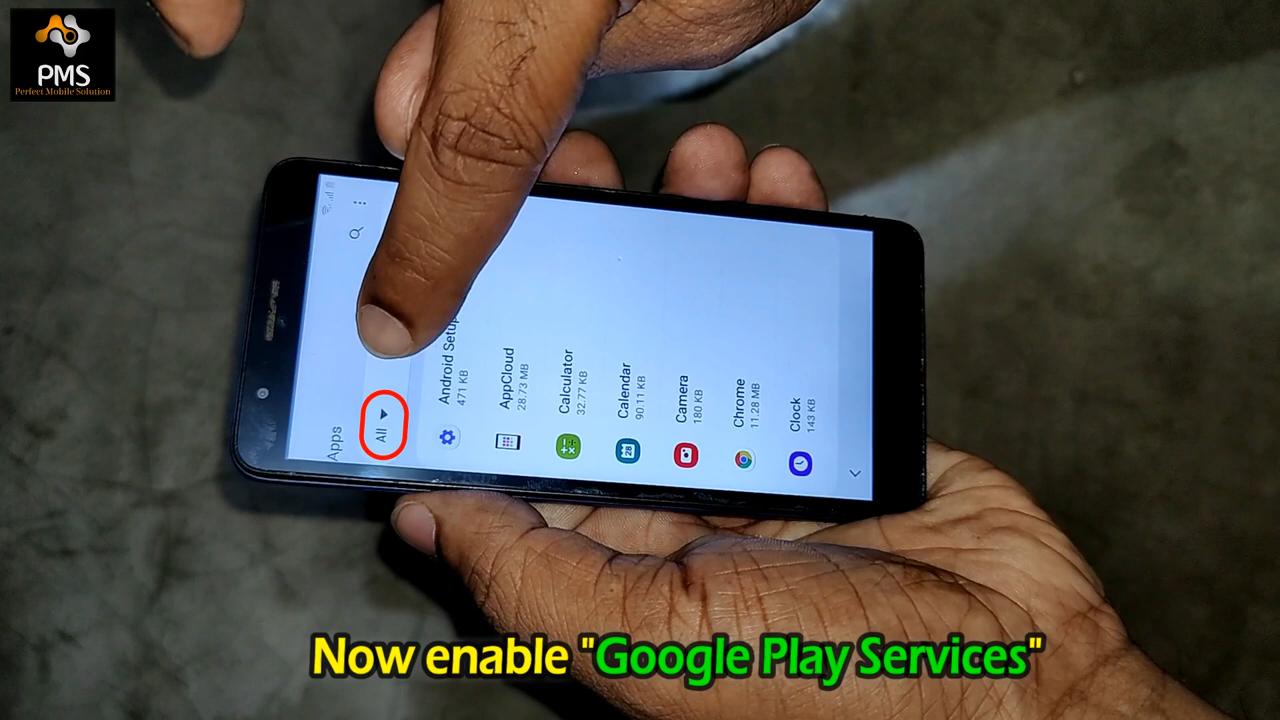 PMS
Perfect Mobile Solution
Apps
All
Android Setup
471 KB
AppCloud
28.73 MB
Calculator
32.77 KB
Calendar
90.11 KB
28
Camera
180 KB
Chrome
11.28 MB
Clock
143 KB
Now enable "Google Play Services"